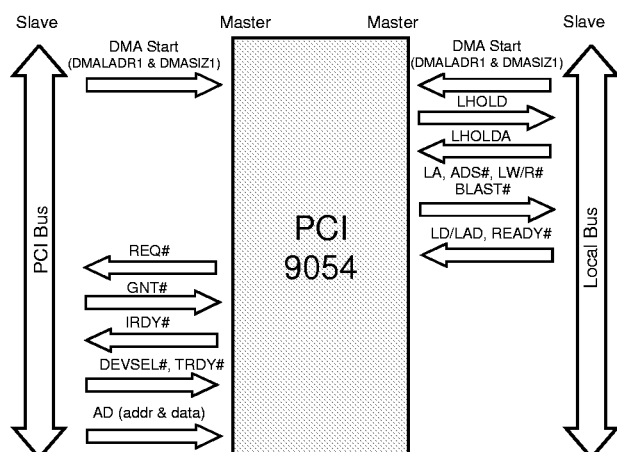 Slave
Master
Master
Slave
DMA Start
(DMALADR1 & DMASIZ1)
DMA Start
(DMALADR1 & DMASIZ1)
LHOLD
LHOLDA
LA, ADS#, LW/R#
BLAST#
LD/LAD, READY#
PCI Bus
PCI
9054
Local Bus
REQ#
GNT#
IRDY#
DEVSEL#, TRDY#
AD (addr & data)